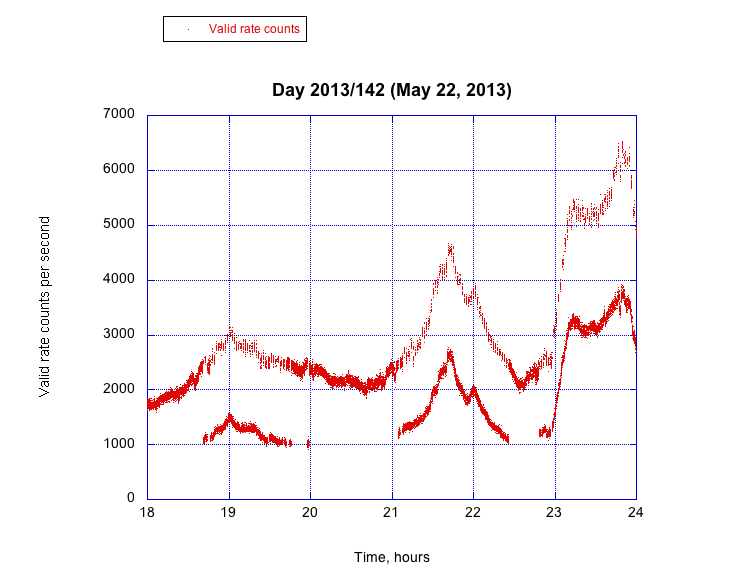 Valid rate counts
Day 2013/142 (May 22, 2013)
7000
6000
5000
4000
3000
2000
1000
0
Valid rate counts per second
18 19 20 21 22 23 24
Time, hours